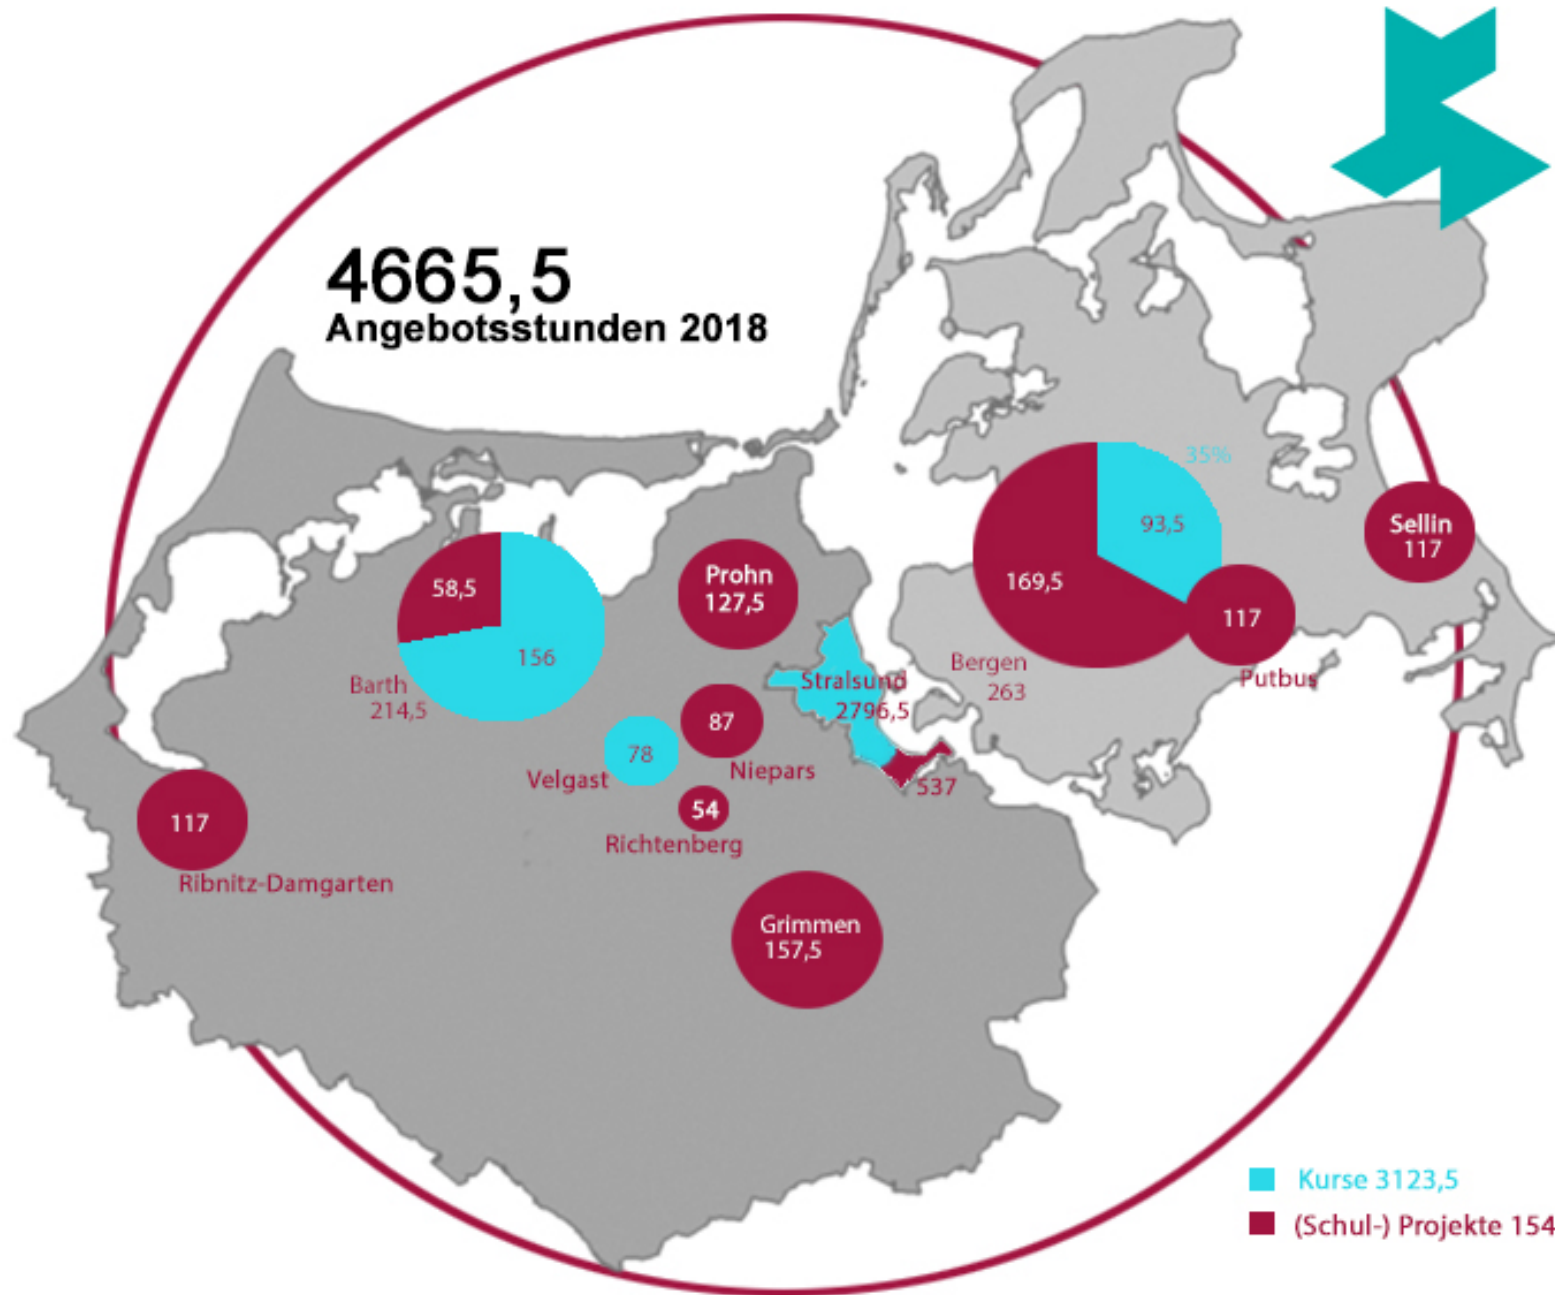 4665,5
Angebotsstunden 2018
35%
93,5
169,5
Bergen
263
117
Putbus
Sellin
117
58,5
156
Barth
214,5
Prohn
127,5
Stralsund
2796,5
537
87
Niepars
78
Velgast
54
Richtenberg
117
Ribnitz-Damgarten
Grimmen
157,5
Kurse 3123,5
(Schul-) Projekte 154